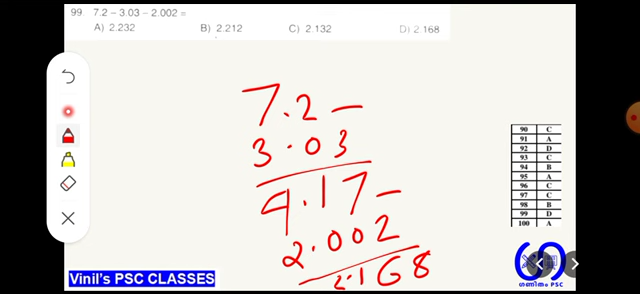 99. 7.2 – 3.03 – 2.002 =
A) 2.232 B) 2.212 C) 2.132 D) 2.168
7.2 –
3.03
4.17 –
2.002
2.168
90 C
91 A
92 D
93 C
94 B
95 A
96 C
97 C
98 B
99 D
100 A
Vinil's PSC CLASSES
ഗണിതം PSC